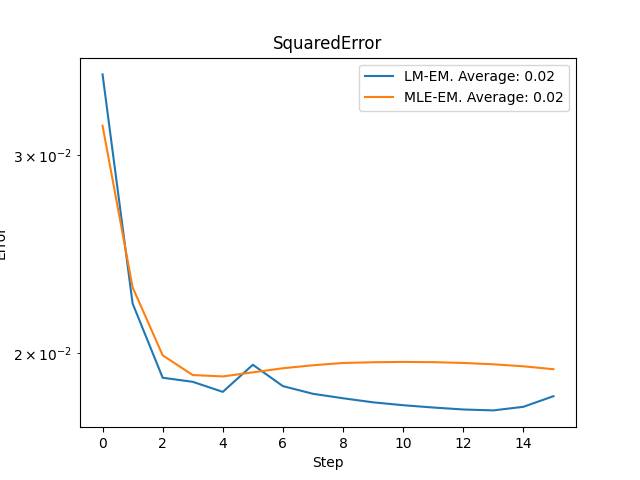 SquaredError
LM-EM. Average: 0.02
MLE-EM. Average: 0.02
3 × 10⁻²
2 × 10⁻²
Error
0 2 4 6 8 10 12 14
Step